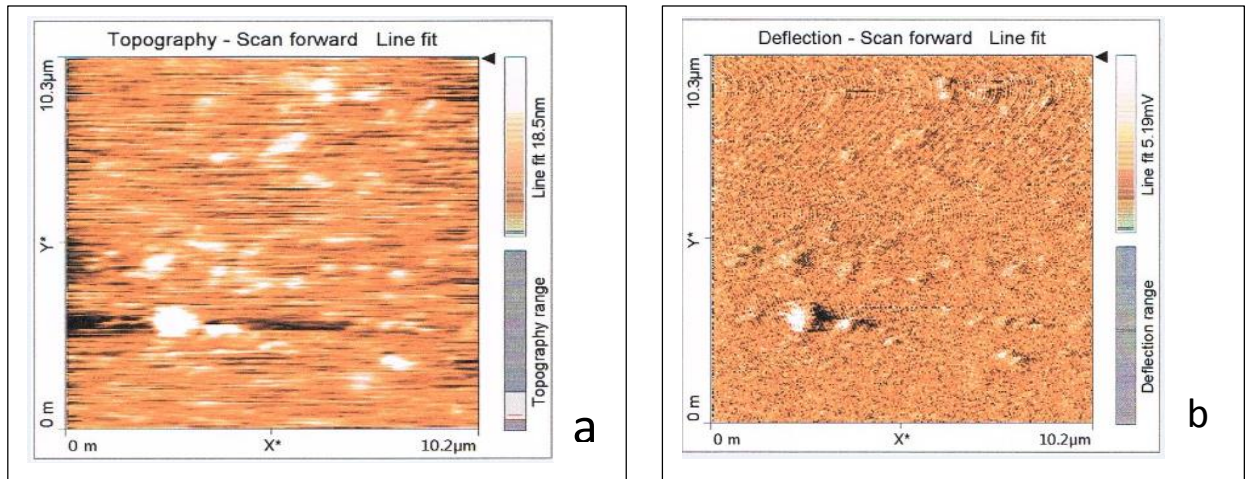 Topography - Scan forward Line fit
10.3µm
Y*
0 m
0 m
X*
10.2µm
Line fit 18.5nm
Topography range
a
Deflection - Scan forward Line fit
10.3µm
Y*
0 m
0 m
X*
10.2µm
Line fit 5.19mV
Deflection range
b